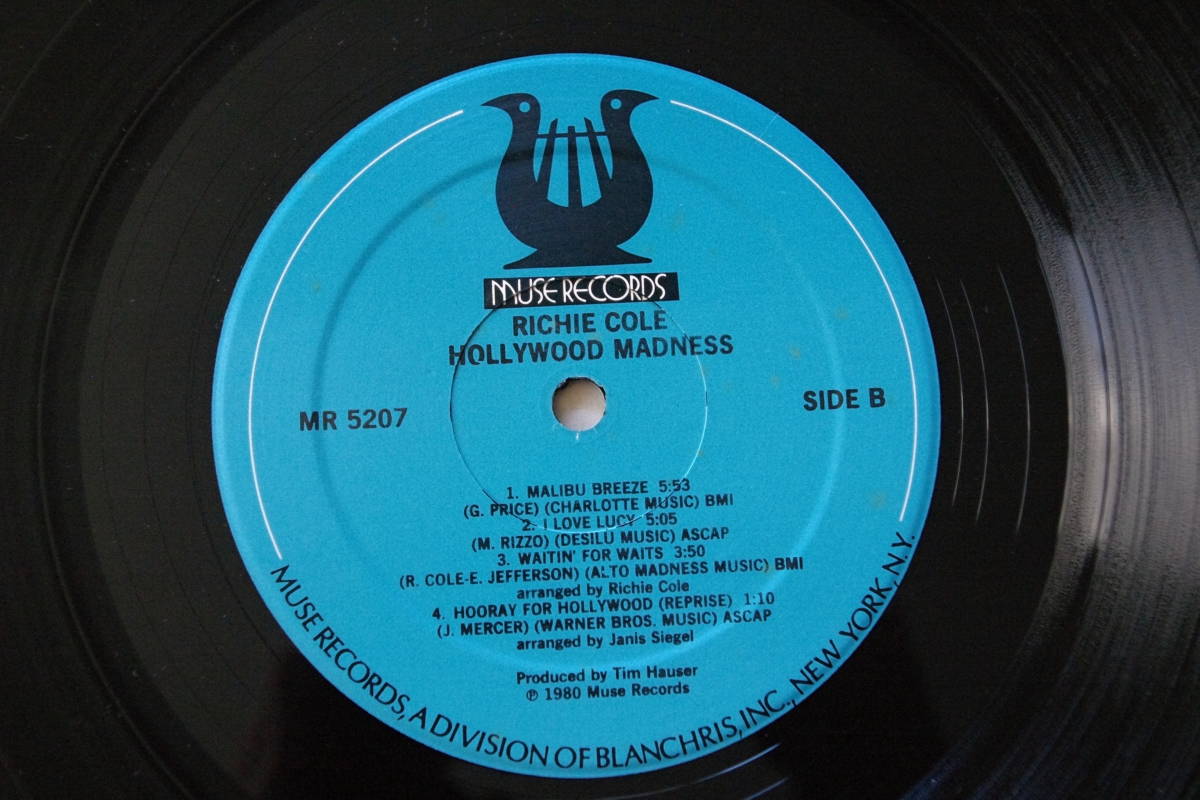 MUSE RECORDS
RICHIE COLE
HOLLYWOOD MADNESS
MR 5207
SIDE B
1. MALIBU BREEZE 5:53
(G. PRICE) (CHARLOTTE MUSIC) BMI
2. I LOVE LUCY 5:05
(M. RIZZO) (DESILU MUSIC) ASCAP
3. WAITIN' FOR WAITS 3:50
(R. COLE-E. JEFFERSON) (ALTO MADNESS MUSIC) BMI
arranged by Richie Cole
4. HOORAY FOR HOLLYWOOD (REPRISE) 1:10
(J. MERCER) (WARNER BROS. MUSIC) ASCAP
arranged by Janis Siegel
Produced by Tim Hauser
℗ 1980 Muse Records
MUSE RECORDS, A DIVISION OF BLANCHRIS, INC., NEW YORK, N.Y.